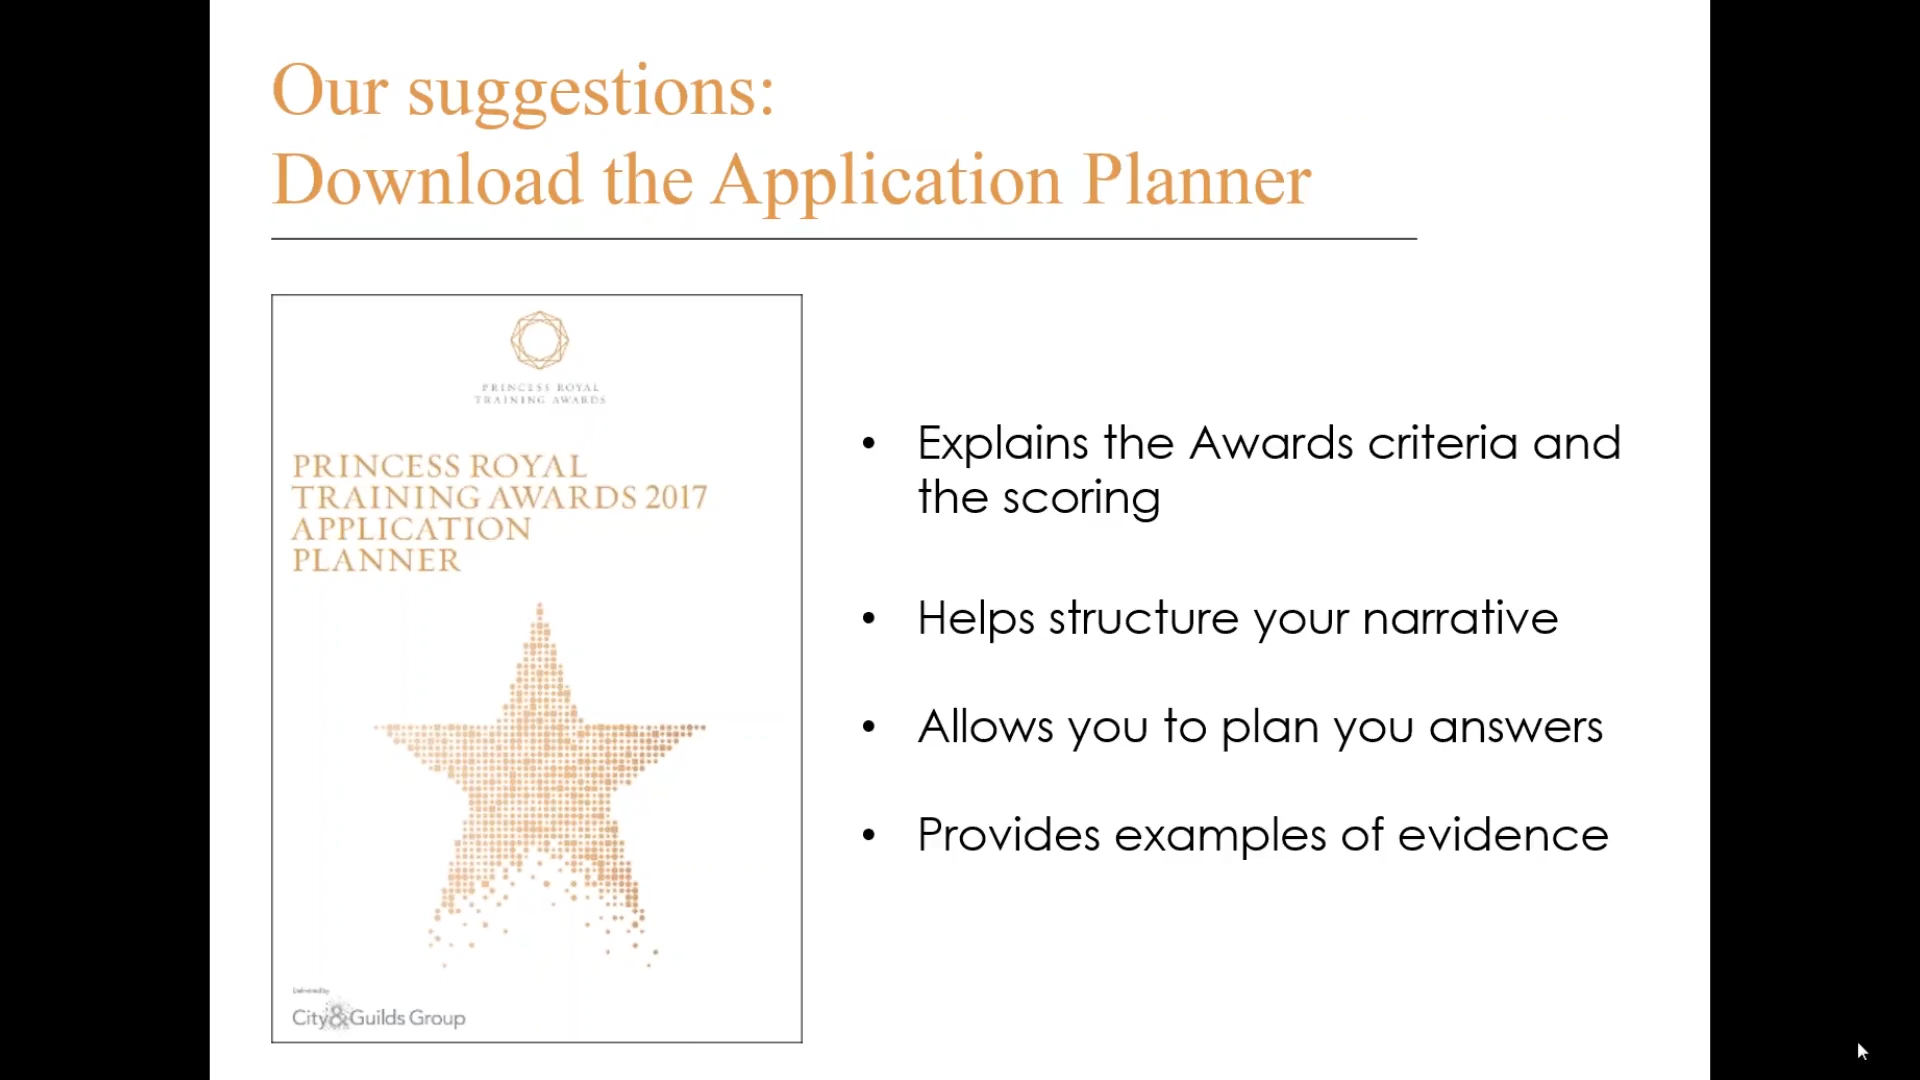 Our suggestions:
Download the Application Planner
PRINCESS ROYAL
TRAINING AWARDS
PRINCESS ROYAL
TRAINING AWARDS 2017
APPLICATION
PLANNER
Delivered by
City&Guilds Group
• Explains the Awards criteria and
the scoring
• Helps structure your narrative
• Allows you to plan you answers
• Provides examples of evidence